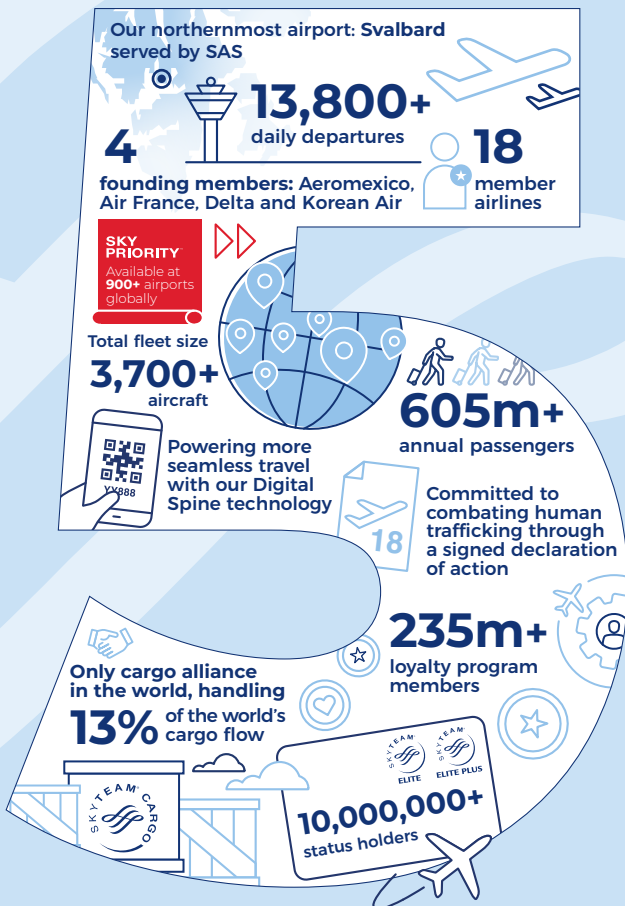 Our northernmost airport: Svalbard
served by SAS
13,800+
daily departures
4
founding members: Aeromexico,
Air France, Delta and Korean Air
18
member
airlines
SKY
PRIORITY™
Available at
900+ airports
globally
Total fleet size
3,700+
aircraft
605m+
annual passengers
YY888
Powering more
seamless travel
with our Digital
Spine technology
18
Committed to
combating human
trafficking through
a signed declaration
of action
235m+
loyalty program
members
Only cargo alliance
in the world, handling
13% of the world's
cargo flow
SKYTEAM CARGO
SKYTEAM
ELITE
SKYTEAM
ELITE PLUS
10,000,000+
status holders